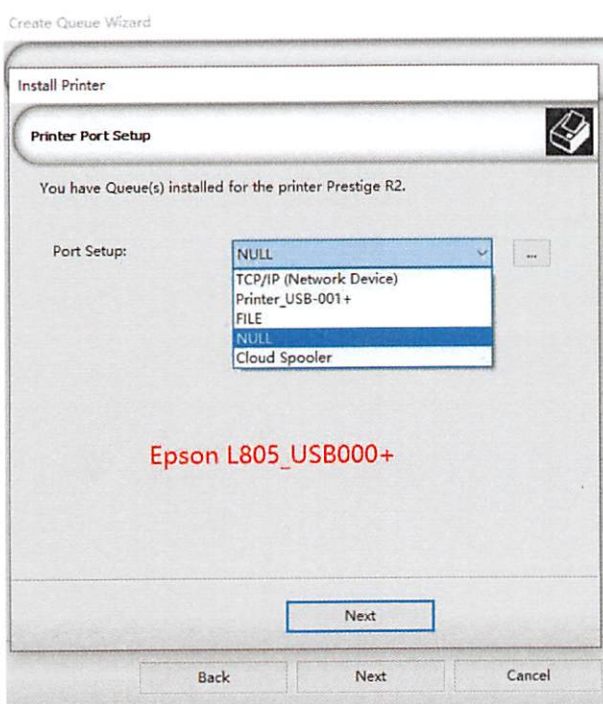 Create Queue Wizard
Install Printer
Printer Port Setup
You have Queue(s) installed for the printer Prestige R2.
Port Setup:
NULL
...
TCP/IP (Network Device)
Printer_USB-001+
FILE
NULL
Cloud Spooler
Epson L805_USB000+
Next
Back
Next
Cancel